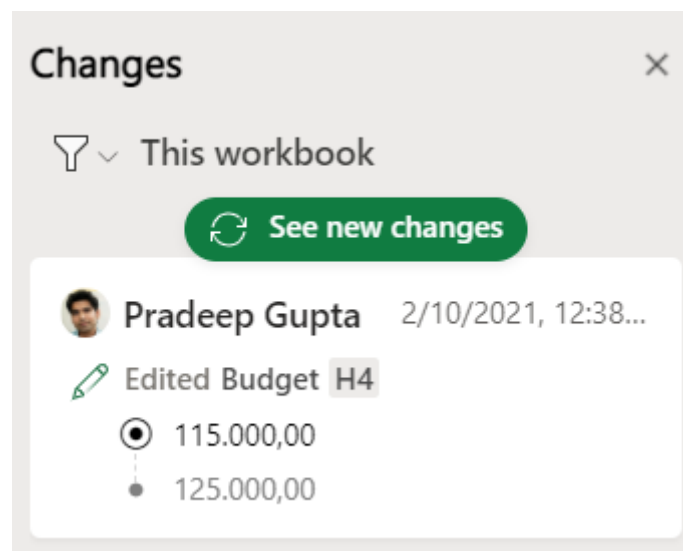 Changes
This workbook
See new changes
Pradeep Gupta 2/10/2021, 12:38...
Edited Budget H4
115.000,00
125.000,00